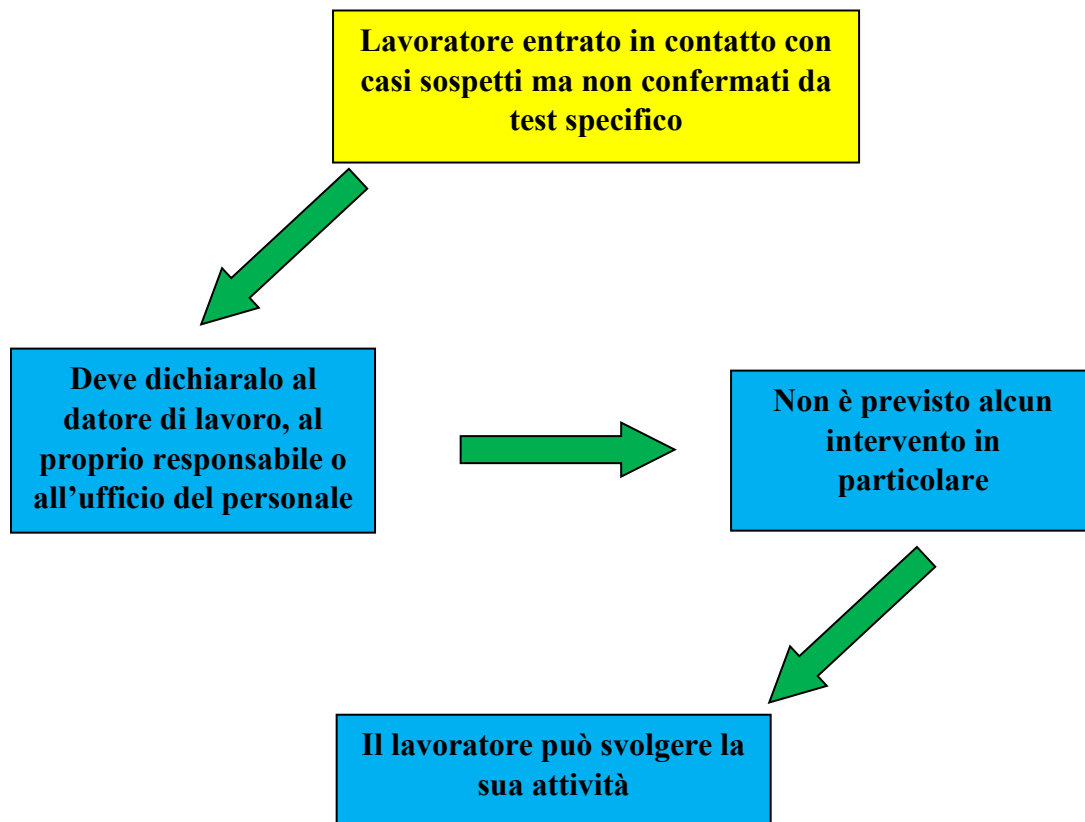 Lavoratore entrato in contatto con
casi sospetti ma non confermati da
test specifico
Deve dichiaralo al
datore di lavoro, al
proprio responsabile o
all’ufficio del personale
Non è previsto alcun
intervento in
particolare
Il lavoratore può svolgere la
sua attività